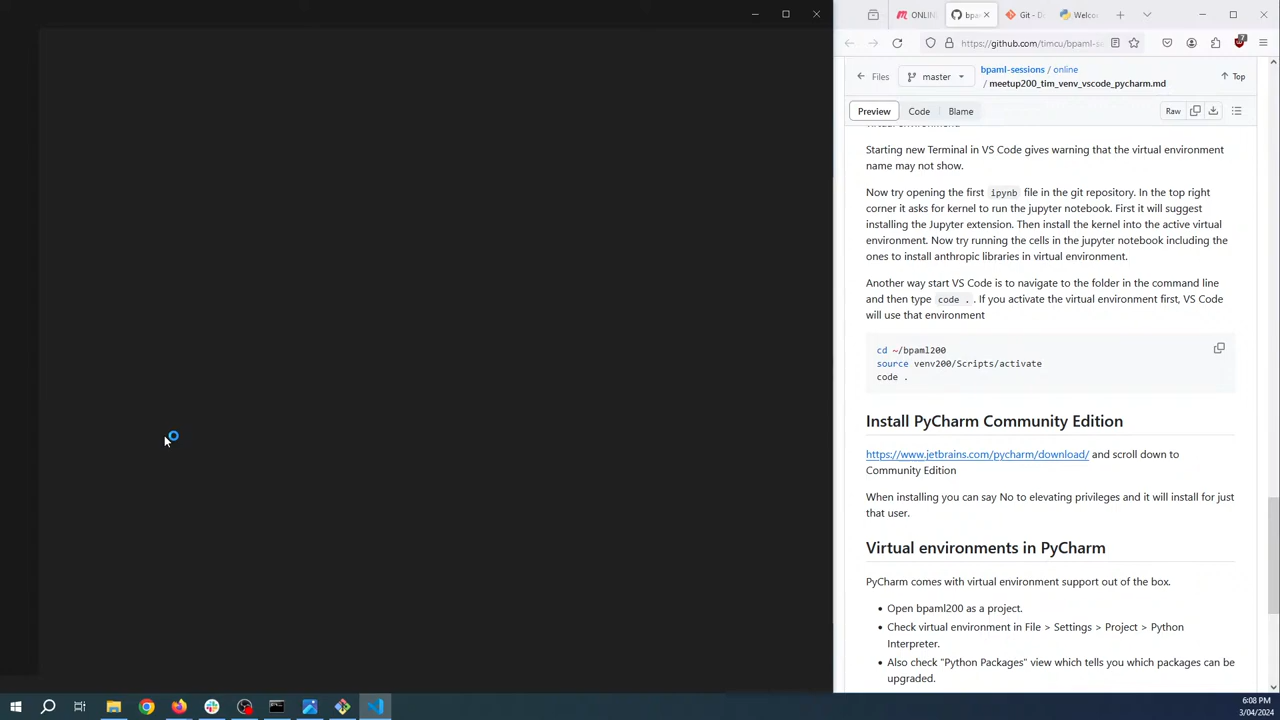 ONLIN
bpa
Git - Do
Welco
https://github.com/timcu/bpaml-s
7
Files
master
bpaml-sessions / online
/ meetup200_tim_venv_vscode_pycharm.md
Top
Preview
Code
Blame
Raw
Starting new Terminal in VS Code gives warning that the virtual environment
name may not show.
Now try opening the first ipynb file in the git repository. In the top right
corner it asks for kernel to run the jupyter notebook. First it will suggest
installing the Jupyter extension. Then install the kernel into the active virtual
environment. Now try running the cells in the jupyter notebook including the
ones to install anthropic libraries in virtual environment.
Another way start VS Code is to navigate to the folder in the command line
and then type code . . If you activate the virtual environment first, VS Code
will use that environment
cd ~/bpaml200
source venv200/Scripts/activate
code .
Install PyCharm Community Edition
https://www.jetbrains.com/pycharm/download/ and scroll down to
Community Edition
When installing you can say No to elevating privileges and it will install for just
that user.
Virtual environments in PyCharm
PyCharm comes with virtual environment support out of the box.
• Open bpaml200 as a project.
• Check virtual environment in File > Settings > Project > Python
Interpreter.
• Also check "Python Packages" view which tells you which packages can be
upgraded.
6:08 PM
3/04/2024